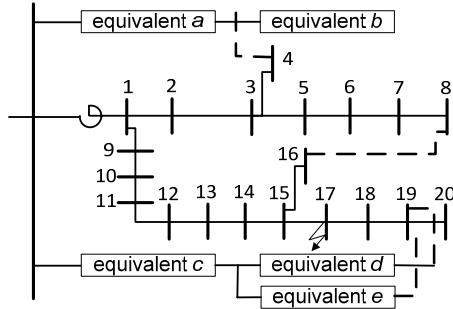 equivalent a equivalent b
4
1 2 3 5 6 7 8
9 16
10
11 12 13 14 15 17 18 19 20
equivalent c equivalent d
equivalent e